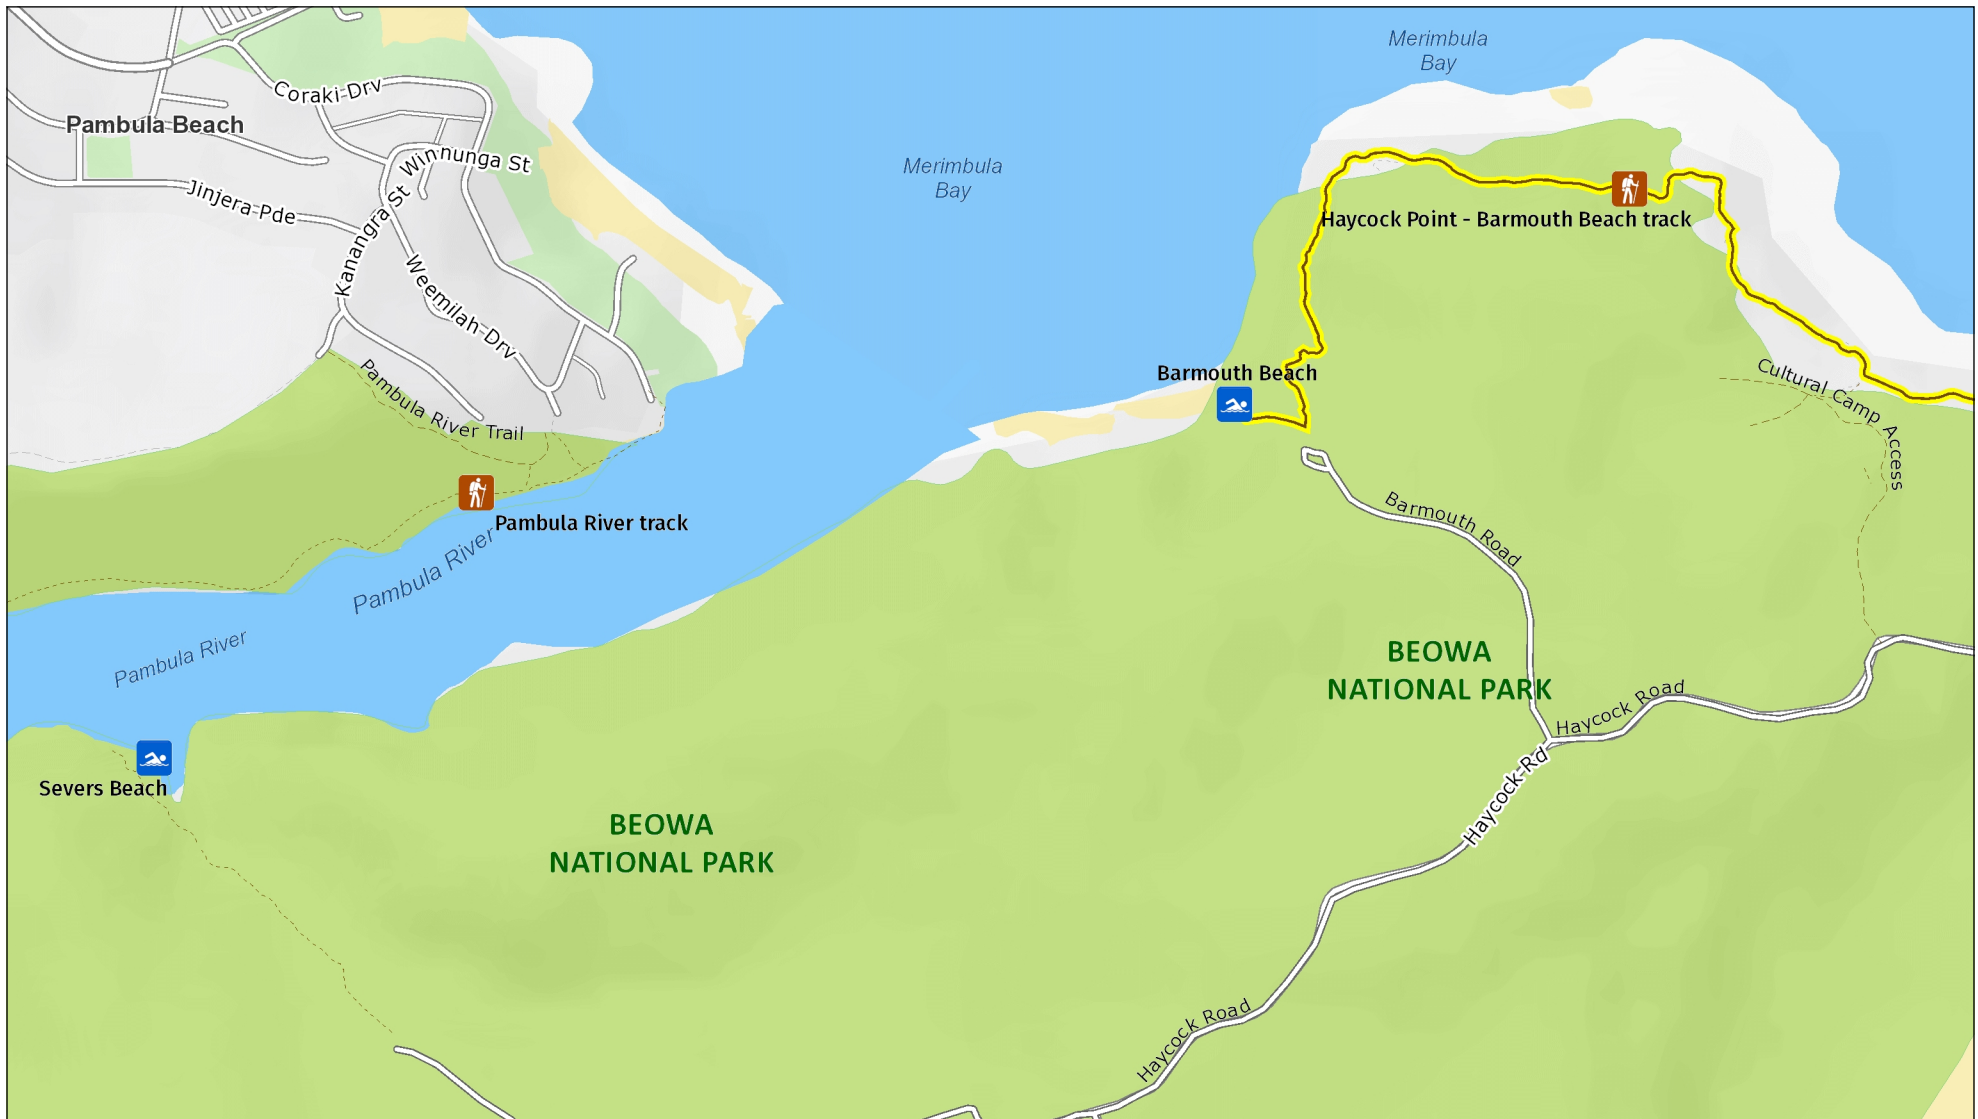 Merimbula
Bay
Coraki Drv
Pambula Beach
Winnunga St
Merimbula
Bay
Jinjera Pde
Kanangra St
Haycock Point - Barmouth Beach track
Weemilah Drv
Barmouth Beach
Cultural Camp Access
Pambula River Trail
Pambula River track
Barmouth Road
Pambula River
Pambula River
BEOWA
NATIONAL PARK
Haycock Road
Haycock Rd
Severs Beach
BEOWA
NATIONAL PARK
Haycock Road